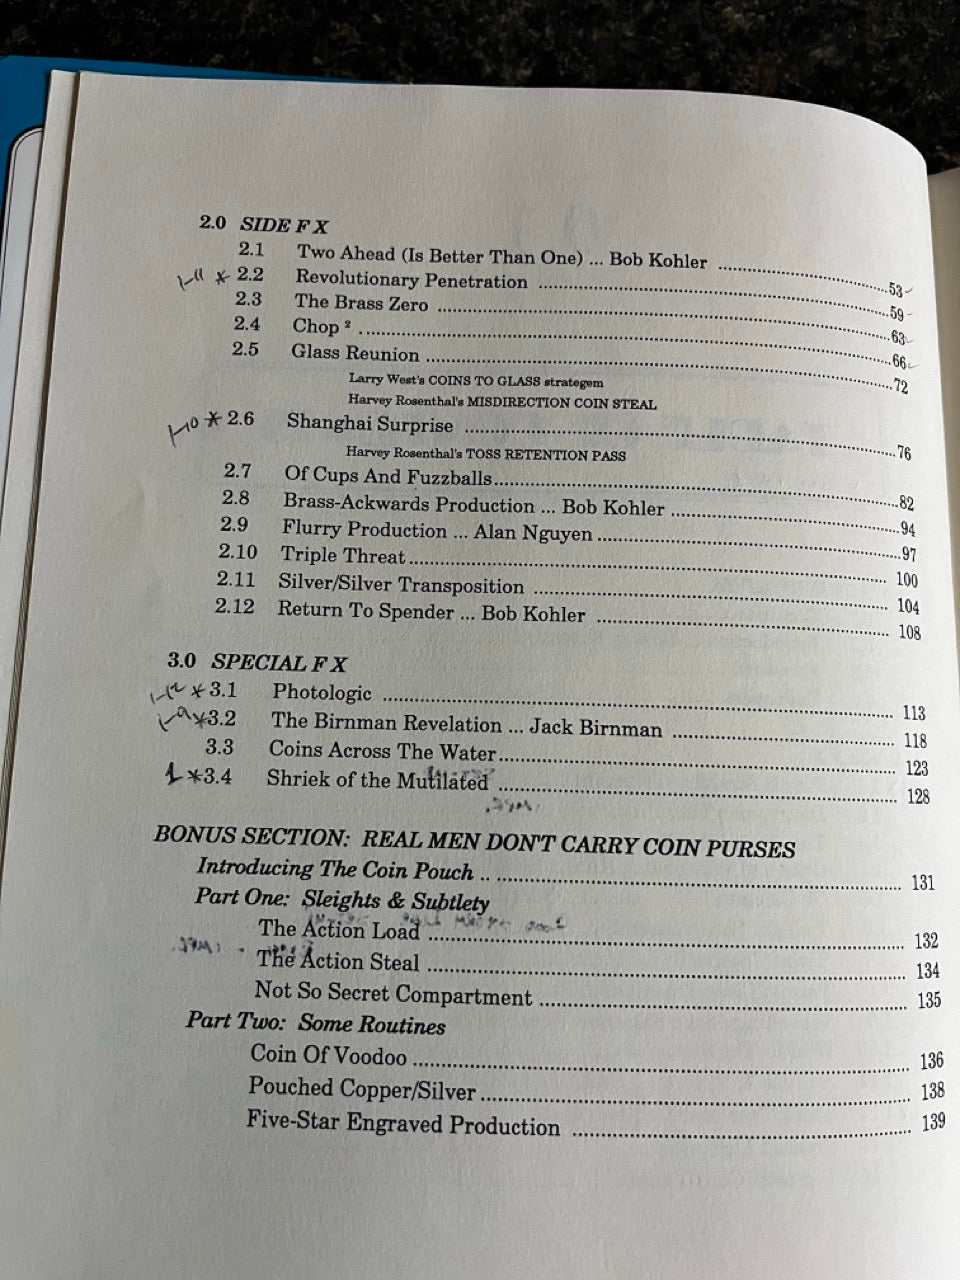 2.0 SIDE F X
2.1 Two Ahead (Is Better Than One) ... Bob Kohler ........ 53
* 2.2 Revolutionary Penetration ........ 59
2.3 The Brass Zero ........ 63
2.4 Chop ² ........ 66
2.5 Glass Reunion ........ 72
Larry West's COINS TO GLASS strategem
Harvey Rosenthal's MISDIRECTION COIN STEAL
* 2.6 Shanghai Surprise ........ 76
Harvey Rosenthal's TOSS RETENTION PASS
2.7 Of Cups And Fuzzballs ........ 82
2.8 Brass-Ackwards Production ... Bob Kohler ........ 94
2.9 Flurry Production ... Alan Nguyen ........ 97
2.10 Triple Threat ........ 100
2.11 Silver/Silver Transposition ........ 104
2.12 Return To Spender ... Bob Kohler ........ 108
3.0 SPECIAL F X
* 3.1 Photologic ........ 113
* 3.2 The Birnman Revelation ... Jack Birnman ........ 118
3.3 Coins Across The Water ........ 123
* 3.4 Shriek of the Mutilated ........ 128
BONUS SECTION: REAL MEN DON'T CARRY COIN PURSES
Introducing The Coin Pouch .. ........ 131
Part One: Sleights & Subtlety
The Action Load ........ 132
The Action Steal ........ 134
Not So Secret Compartment ........ 135
Part Two: Some Routines
Coin Of Voodoo ........ 136
Pouched Copper/Silver ........ 138
Five-Star Engraved Production ........ 139